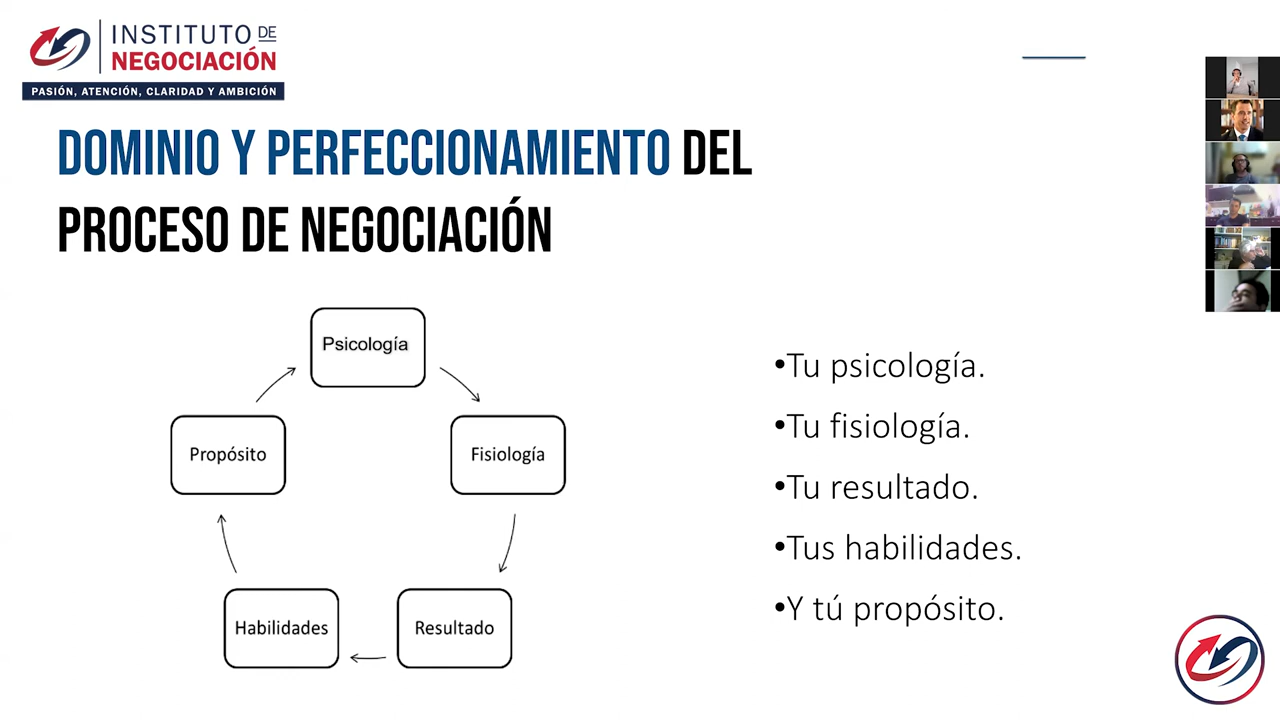 INSTITUTO DE
NEGOCIACIÓN
PASIÓN, ATENCIÓN, CLARIDAD Y AMBICIÓN
DOMINIO Y PERFECCIONAMIENTO DEL
PROCESO DE NEGOCIACIÓN
Psicología
Propósito
Fisiología
Habilidades
Resultado
•Tu psicología.
•Tu fisiología.
•Tu resultado.
•Tus habilidades.
•Y tú propósito.